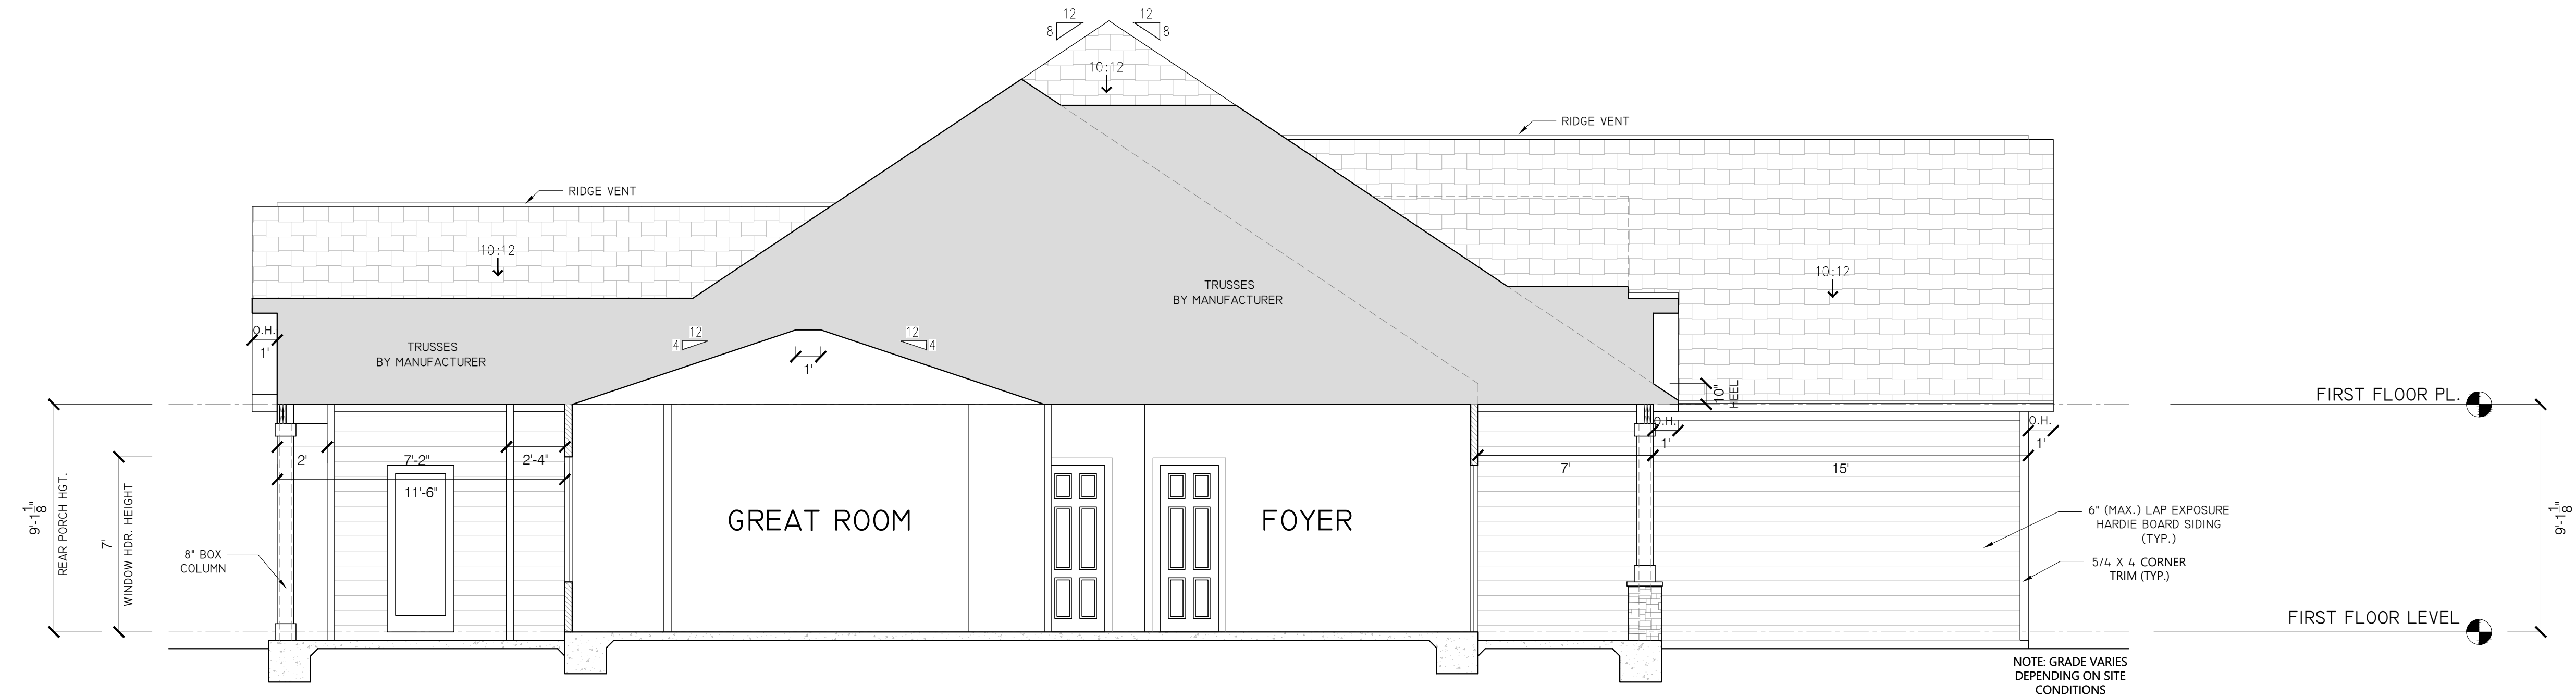 12
12
8
8
10:12
RIDGE VENT
RIDGE VENT
10:12
10:12
TRUSSES
BY MANUFACTURER
O.H.
1'
12
4
12
4
TRUSSES
BY MANUFACTURER
1'
10"
HEEL
FIRST FLOOR PL.
O.H.
1'
O.H.
1'
2'
7'-2"
2'-4"
7'
15'
11'-6"
9'-1 1/8"
REAR PORCH HGT.
7'
WINDOW HDR. HEIGHT
GREAT ROOM
FOYER
6" (MAX.) LAP EXPOSURE
HARDIE BOARD SIDING
(TYP.)
9'-1 1/8"
8" BOX
COLUMN
5/4 X 4 CORNER
TRIM (TYP.)
FIRST FLOOR LEVEL
NOTE: GRADE VARIES
DEPENDING ON SITE
CONDITIONS